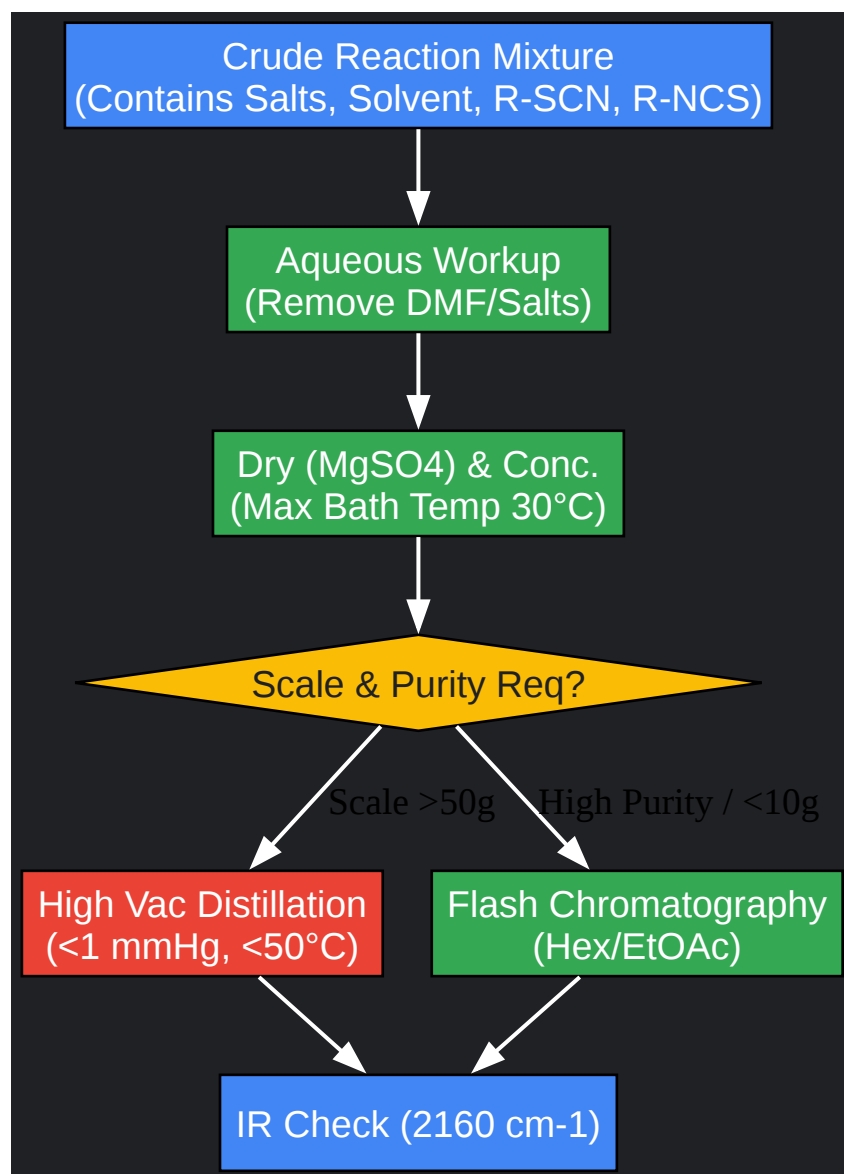 Crude Reaction Mixture
(Contains Salts, Solvent, R-SCN, R-NCS)
Aqueous Workup
(Remove DMF/Salts)
Dry (MgSO4) & Conc.
(Max Bath Temp 30°C)
Scale & Purity Req?
Scale >50g
High Purity / <10g
High Vac Distillation
(<1 mmHg, <50°C)
Flash Chromatography
(Hex/EtOAc)
IR Check (2160 cm-1)